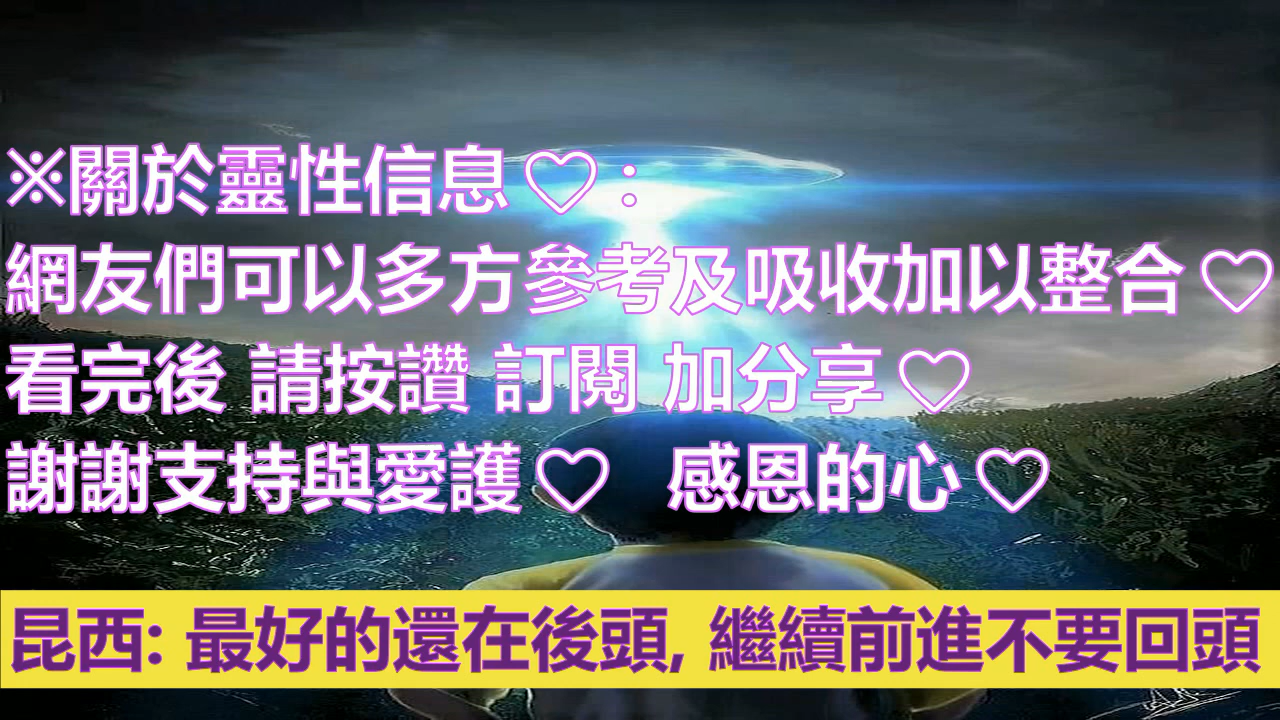 ※關於靈性信息♡:
網友們可以多方參考及吸收加以整合♡
看完後 請按讚 訂閱 加分享♡
謝謝支持與愛護♡ 感恩的心♡
昆西: 最好的還在後頭, 繼續前進不要回頭